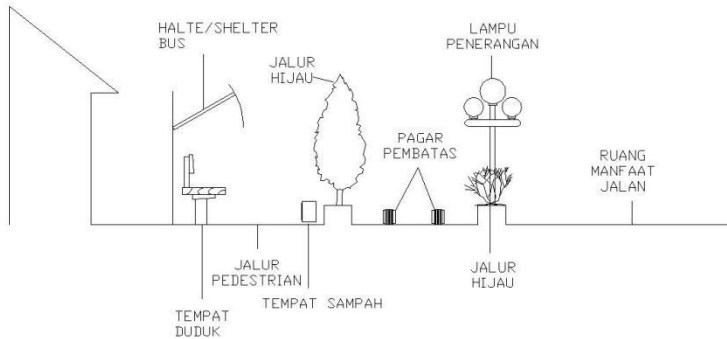 HALTE/SHELTER
BUS
JALUR
HIJAU
LAMPU
PENERANGAN
PAGAR
PEMBATAS
RUANG
MANFAAT
JALAN
JALUR
PEDESTRIAN
JALUR
HIJAU
TEMPAT
DUDUK
TEMPAT SAMPAH